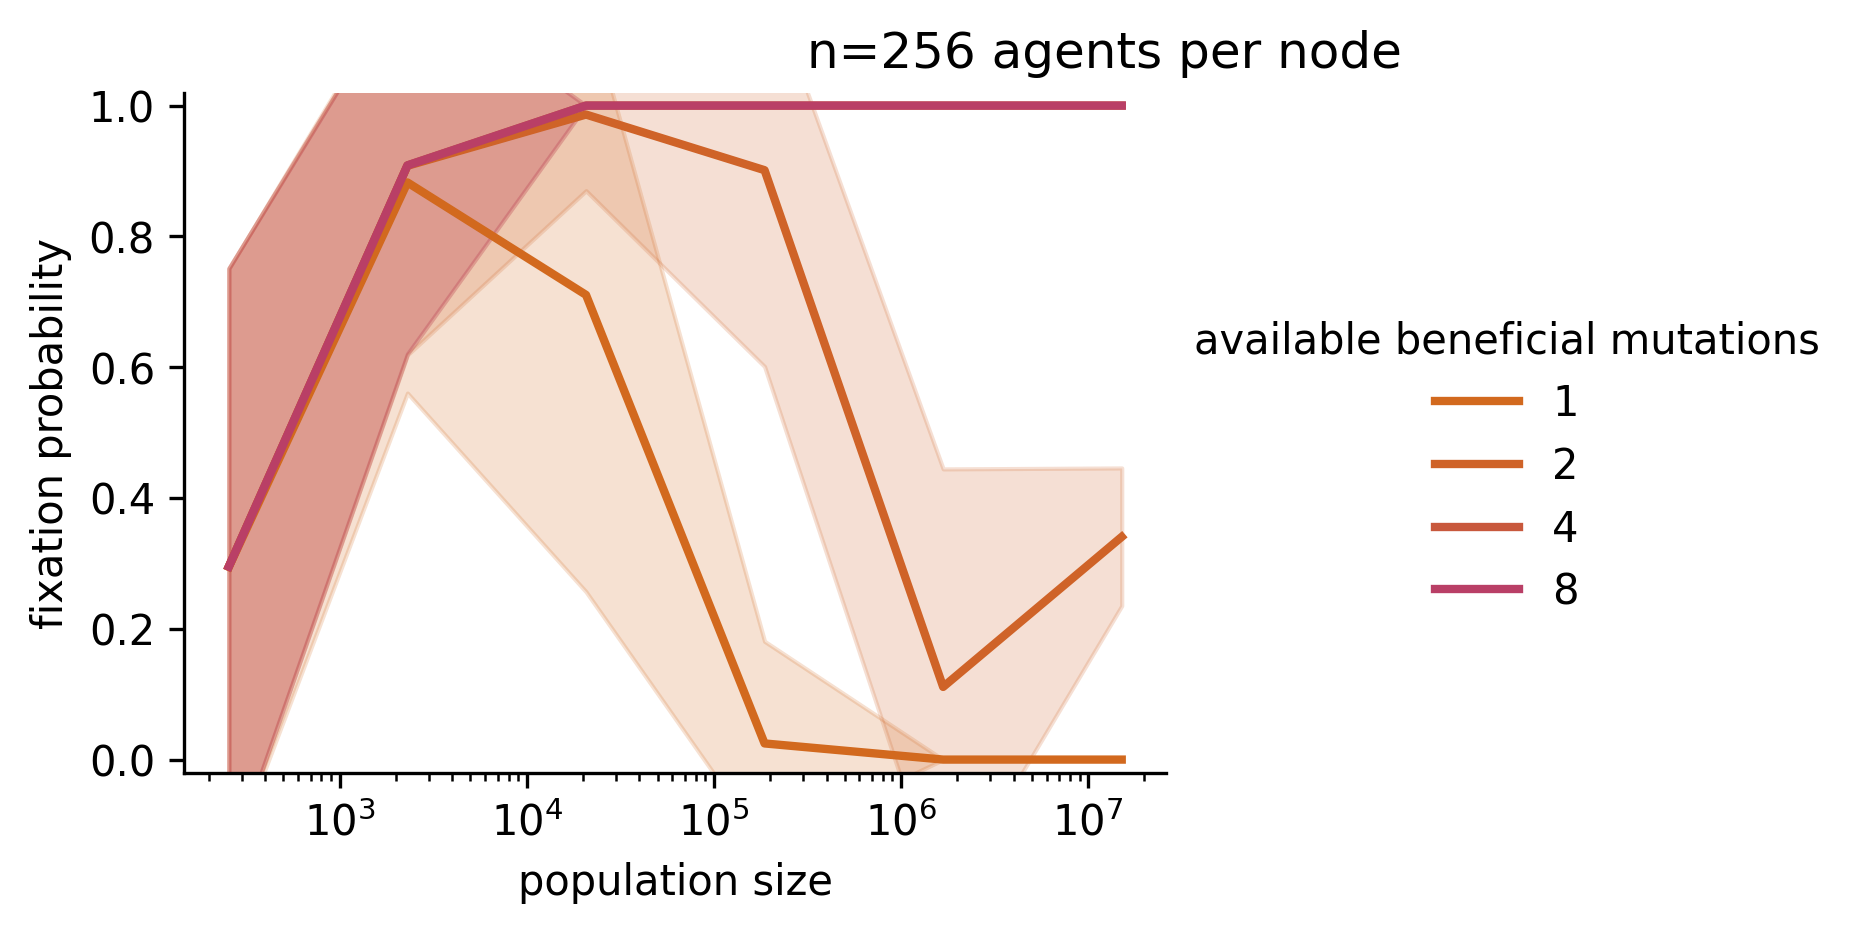 n=256 agents per node
1.0
0.8
0.6
0.4
0.2
0.0
fixation probability
10³ 10⁴ 10⁵ 10⁶ 10⁷
population size
available beneficial mutations
1
2
4
8